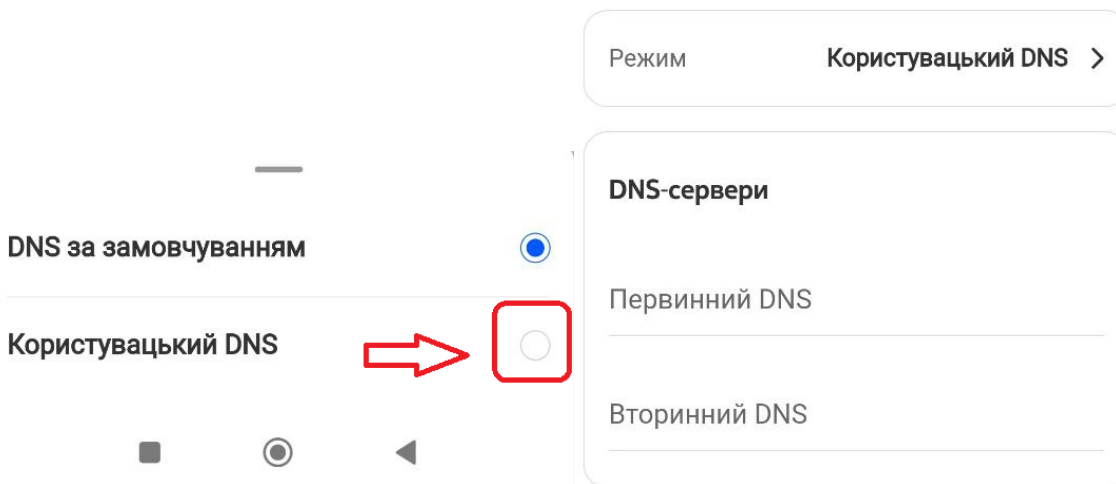 DNS за замовчуванням
Користувацький DNS
Режим Користувацький DNS
DNS-сервери
Первинний DNS
Вторинний DNS